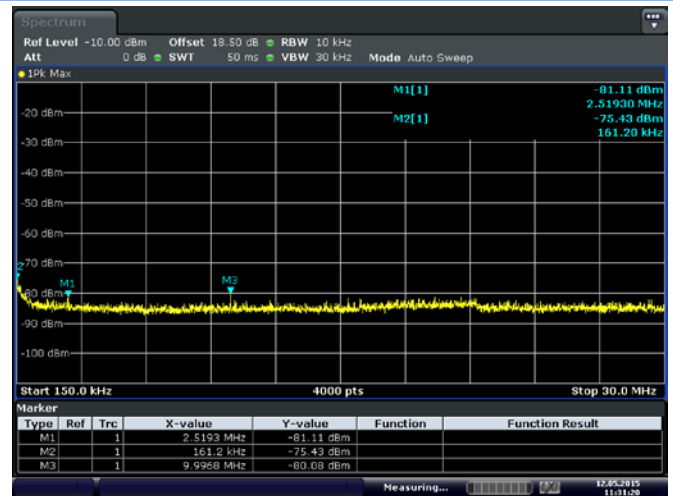 Spectrum
Ref Level -10.00 dBm Offset 18.50 dB RBW 10 kHz
Att 0 dB SWT 50 ms VBW 30 kHz Mode Auto Sweep
1Pk Max
M1[1] -81.11 dBm
2.51930 MHz
-20 dBm
M2[1] -75.43 dBm
161.20 kHz
-30 dBm
-40 dBm
-50 dBm
-60 dBm
-70 dBm
M1
M3
-80 dBm
-90 dBm
-100 dBm
Start 150.0 kHz 4000 pts Stop 30.0 MHz
Marker
Type Ref Trc X-value Y-value Function Function Result
M1 1 2.5193 MHz -81.11 dBm
M2 1 161.2 kHz -75.43 dBm
M3 1 9.9968 MHz -80.08 dBm
Measuring... 12.05.2015
11:31:20